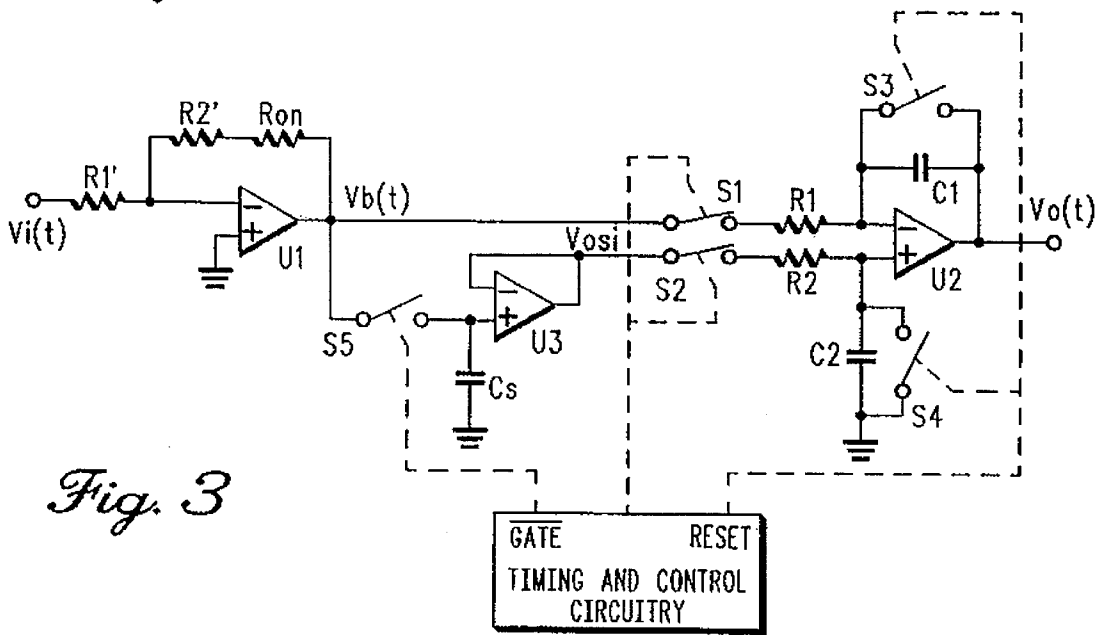 S3
R2' Ron
R1'
C1
Vi(t)
U1
Vb(t)
S1
R1
Vo(t)
Vosi
S2
R2
U2
S5
U3
Cs
C2
S4
Fig. 3
GATE RESET
TIMING AND CONTROL
CIRCUITRY